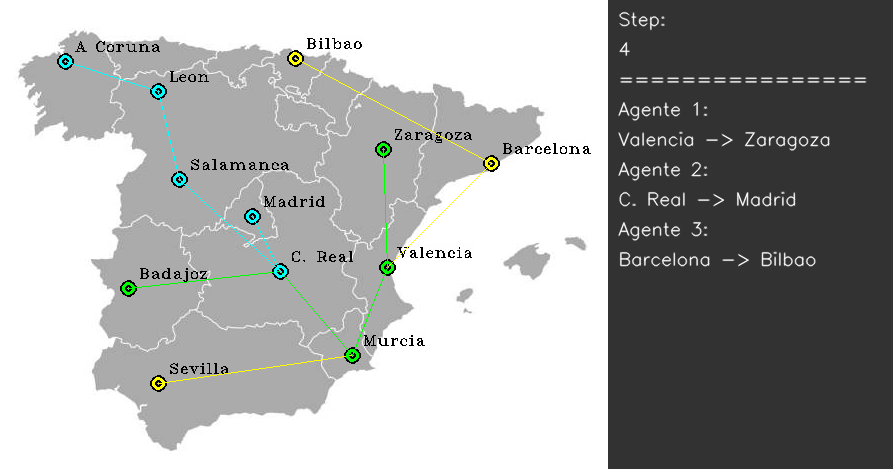 A Coruna
Bilbao
Leon
Zaragoza
Barcelona
Salamanca
Madrid
C. Real
Valencia
Badajoz
Murcia
Sevilla
Step:
4
================
Agente 1:
Valencia -> Zaragoza
Agente 2:
C. Real -> Madrid
Agente 3:
Barcelona -> Bilbao